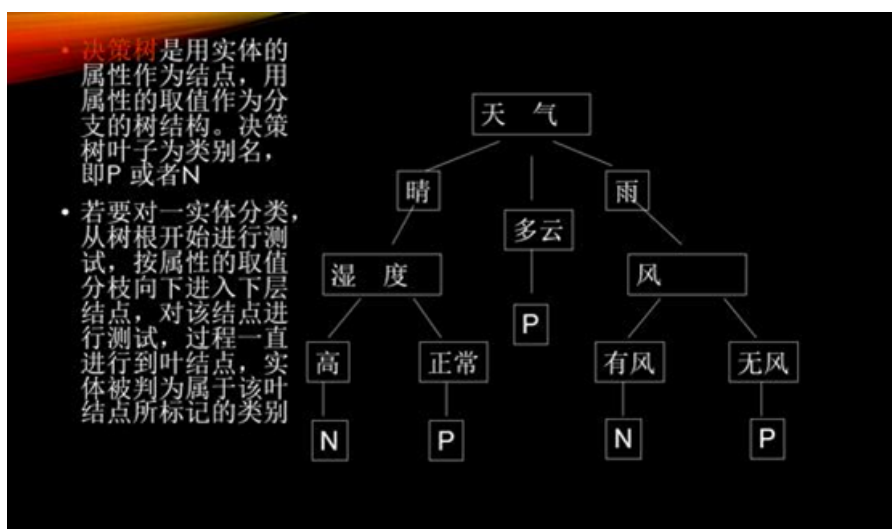 • 决策树是用实体的
属性作为结点，用
属性的取值作为分
支的树结构。决策
树叶子为类别名，
即P 或者N
• 若要对一实体分类，
从树根开始进行测
试，按属性的取值
分枝向下进入下层
结点，对该结点进
行测试，过程一直
进行到叶结点，实
体被判为属于该叶
结点所标记的类别
天 气
晴
多云
雨
湿 度
风
P
高
正常
有风
无风
N
P
N
P